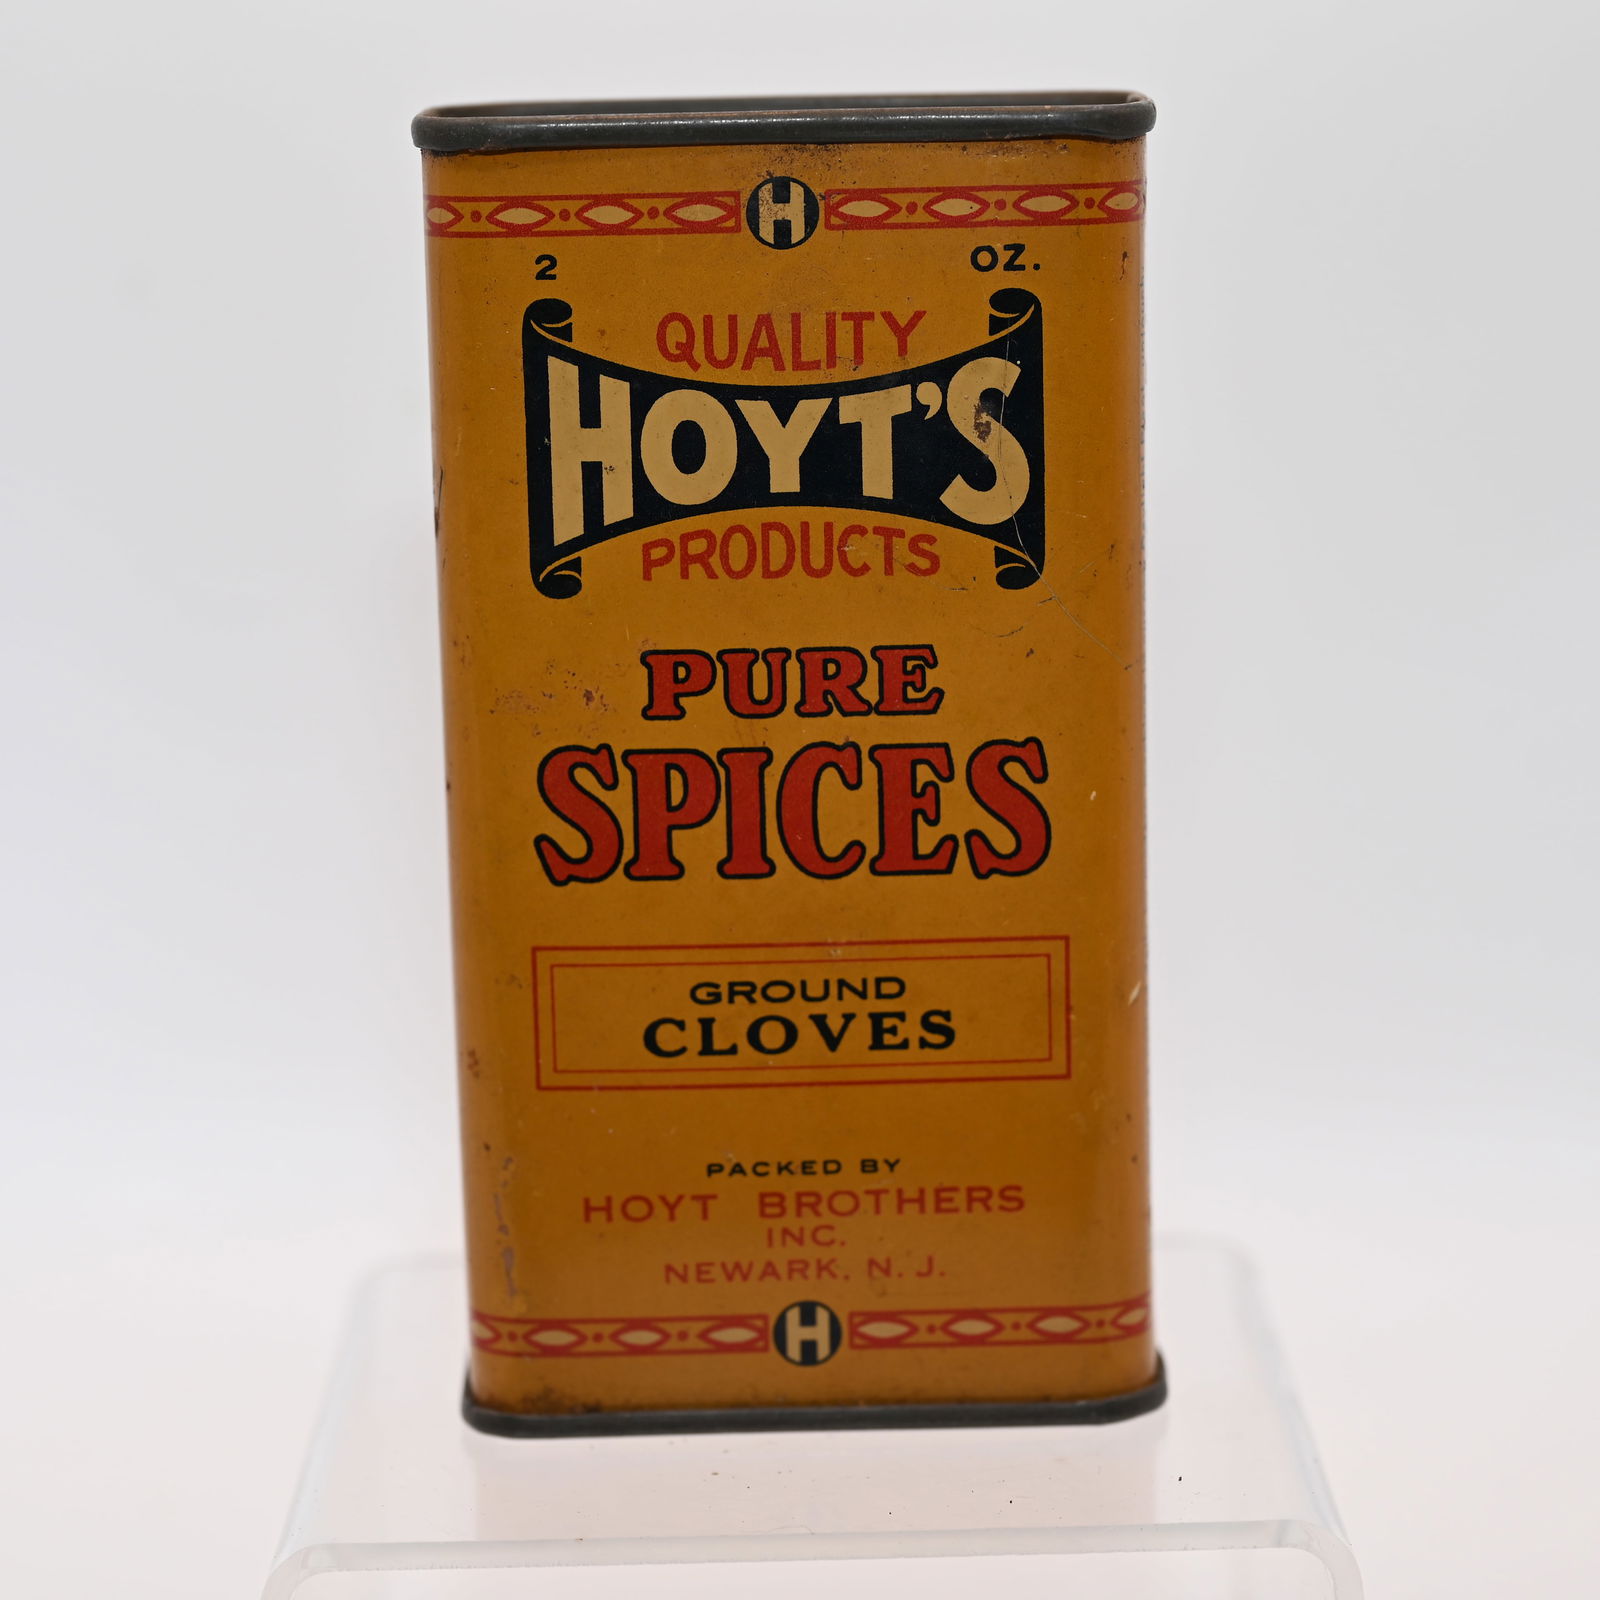 H
2 OZ.
QUALITY
HOYT'S
PRODUCTS
PURE
SPICES
GROUND
CLOVES
PACKED BY
HOYT BROTHERS
INC.
NEWARK, N. J.
H